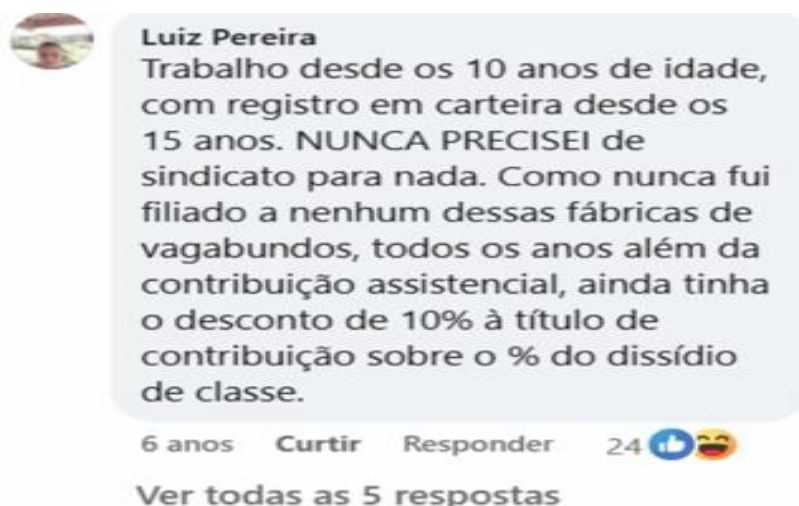 Luiz Pereira
Trabalho desde os 10 anos de idade,
com registro em carteira desde os
15 anos. NUNCA PRECISEI de
sindicato para nada. Como nunca fui
filiado a nenhum dessas fábricas de
vagabundos, todos os anos além da
contribuição assistencial, ainda tinha
o desconto de 10% à título de
contribuição sobre o % do dissídio
de classe.
6 anos Curtir Responder 24
Ver todas as 5 respostas